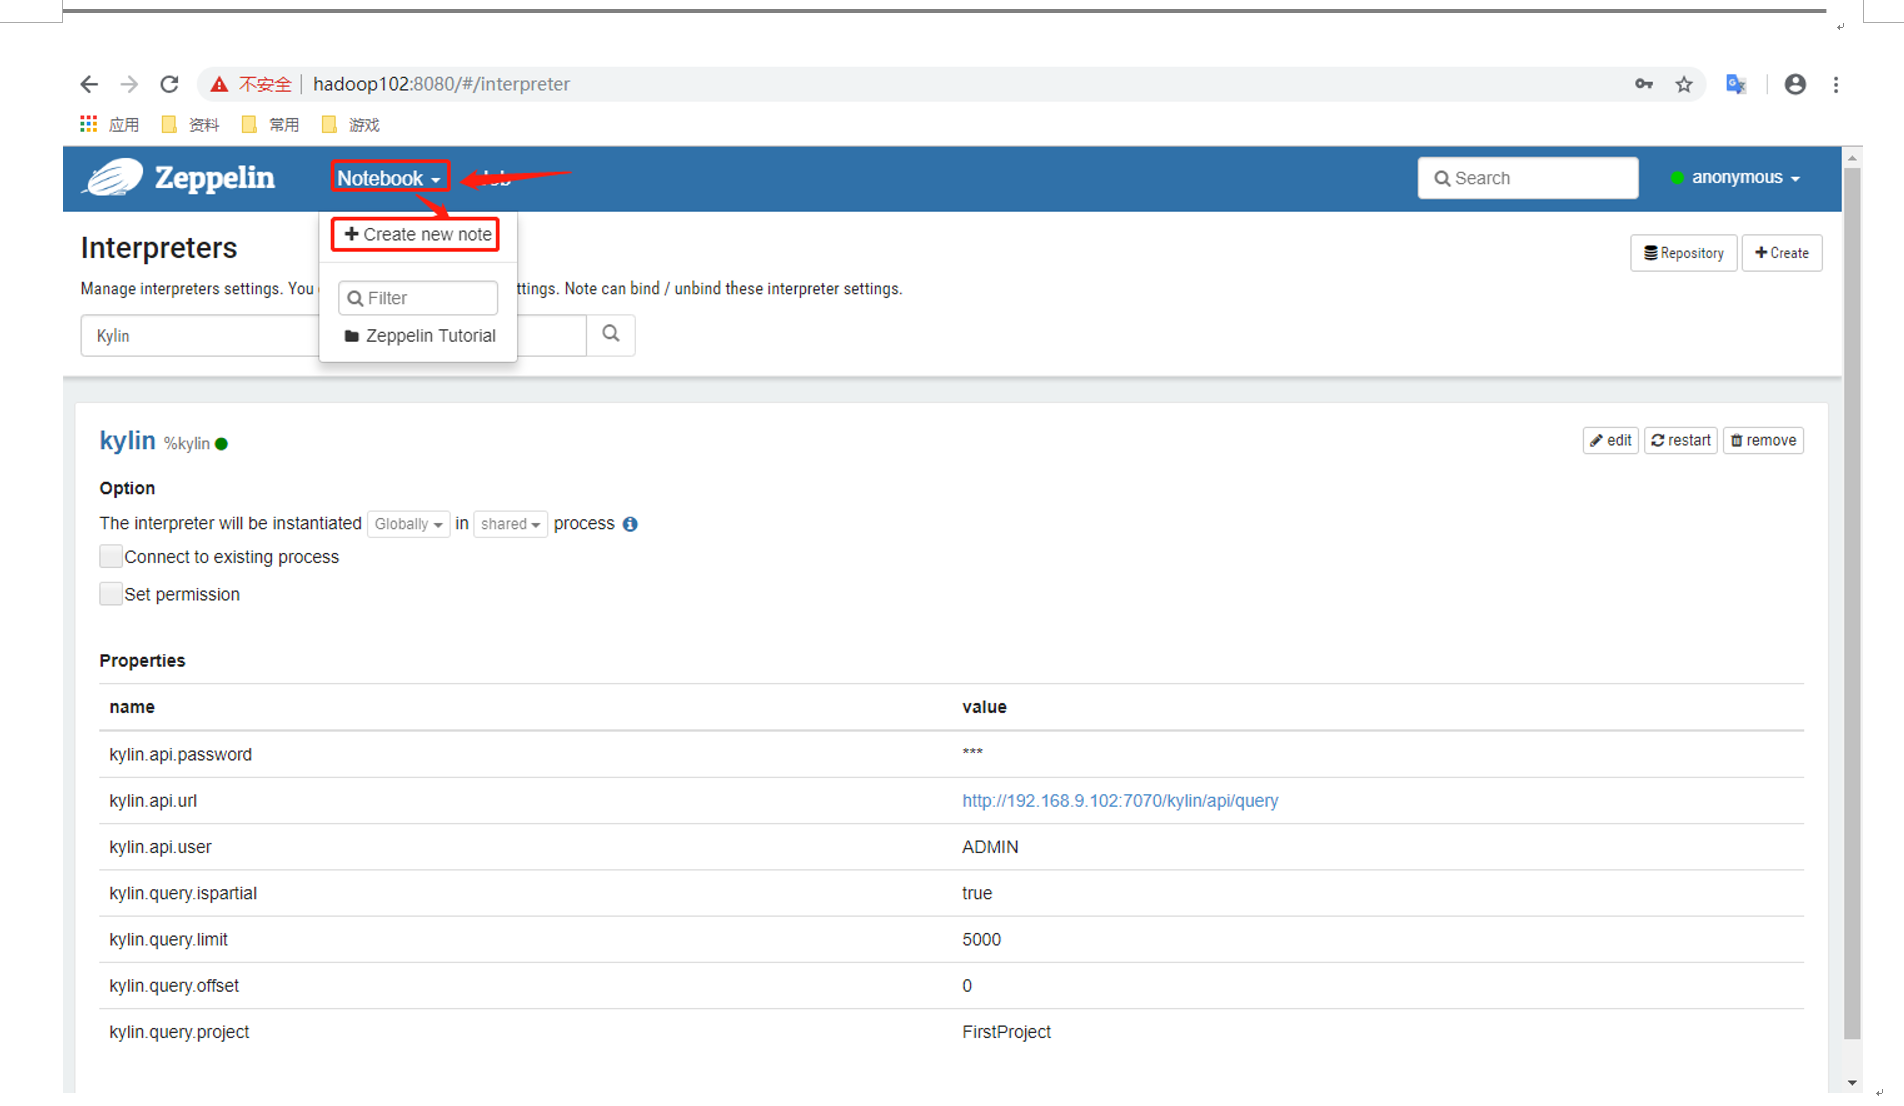 不安全 hadoop102:8080/#/interpreter
应用 资料 常用 游戏
Zeppelin Notebook Search anonymous
Create new note
Interpreters Repository Create
Manage interpreters settings. You ttings. Note can bind / unbind these interpreter settings.
Filter
Kylin
Zeppelin Tutorial
kylin %kylin edit restart remove
Option
The interpreter will be instantiated Globally in shared process
Connect to existing process
Set permission
Properties
name value
kylin.api.password ***
kylin.api.url http://192.168.9.102:7070/kylin/api/query
kylin.api.user ADMIN
kylin.query.ispartial true
kylin.query.limit 5000
kylin.query.offset 0
kylin.query.project FirstProject